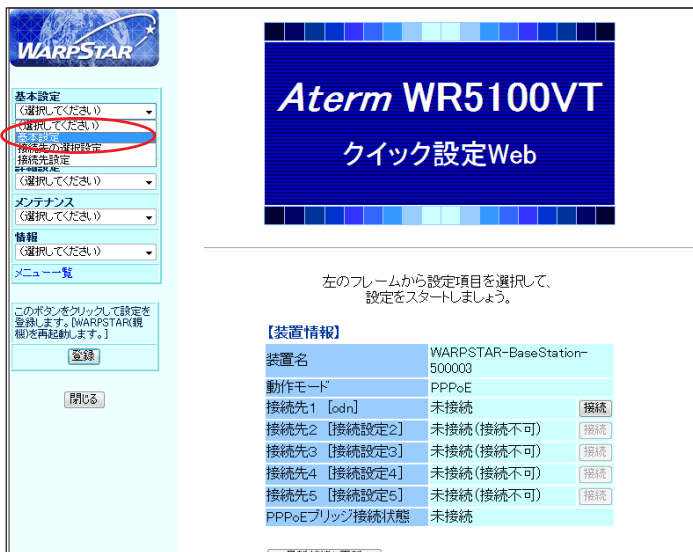 WARPSTAR
基本設定
(選択してください)
(選択してください)
基本設定
接続先の選択設定
接続先設定
詳細設定
(選択してください)
メンテナンス
(選択してください)
情報
(選択してください)
メニュー一覧
このボタンをクリックして設定を
登録します。[WARPSTAR(親
機)を再起動します。]
登録
閉じる
Aterm WR5100VT
クイック設定Web
左のフレームから設定項目を選択して、
設定をスタートしましょう。
【装置情報】
装置名 WARPSTAR-BaseStation-
500003
動作モード PPPoE
接続先1 [odn] 未接続 接続
接続先2 [接続設定2] 未接続(接続不可) 接続
接続先3 [接続設定3] 未接続(接続不可) 接続
接続先4 [接続設定4] 未接続(接続不可) 接続
接続先5 [接続設定5] 未接続(接続不可) 接続
PPPoEブリッジ接続状態 未接続